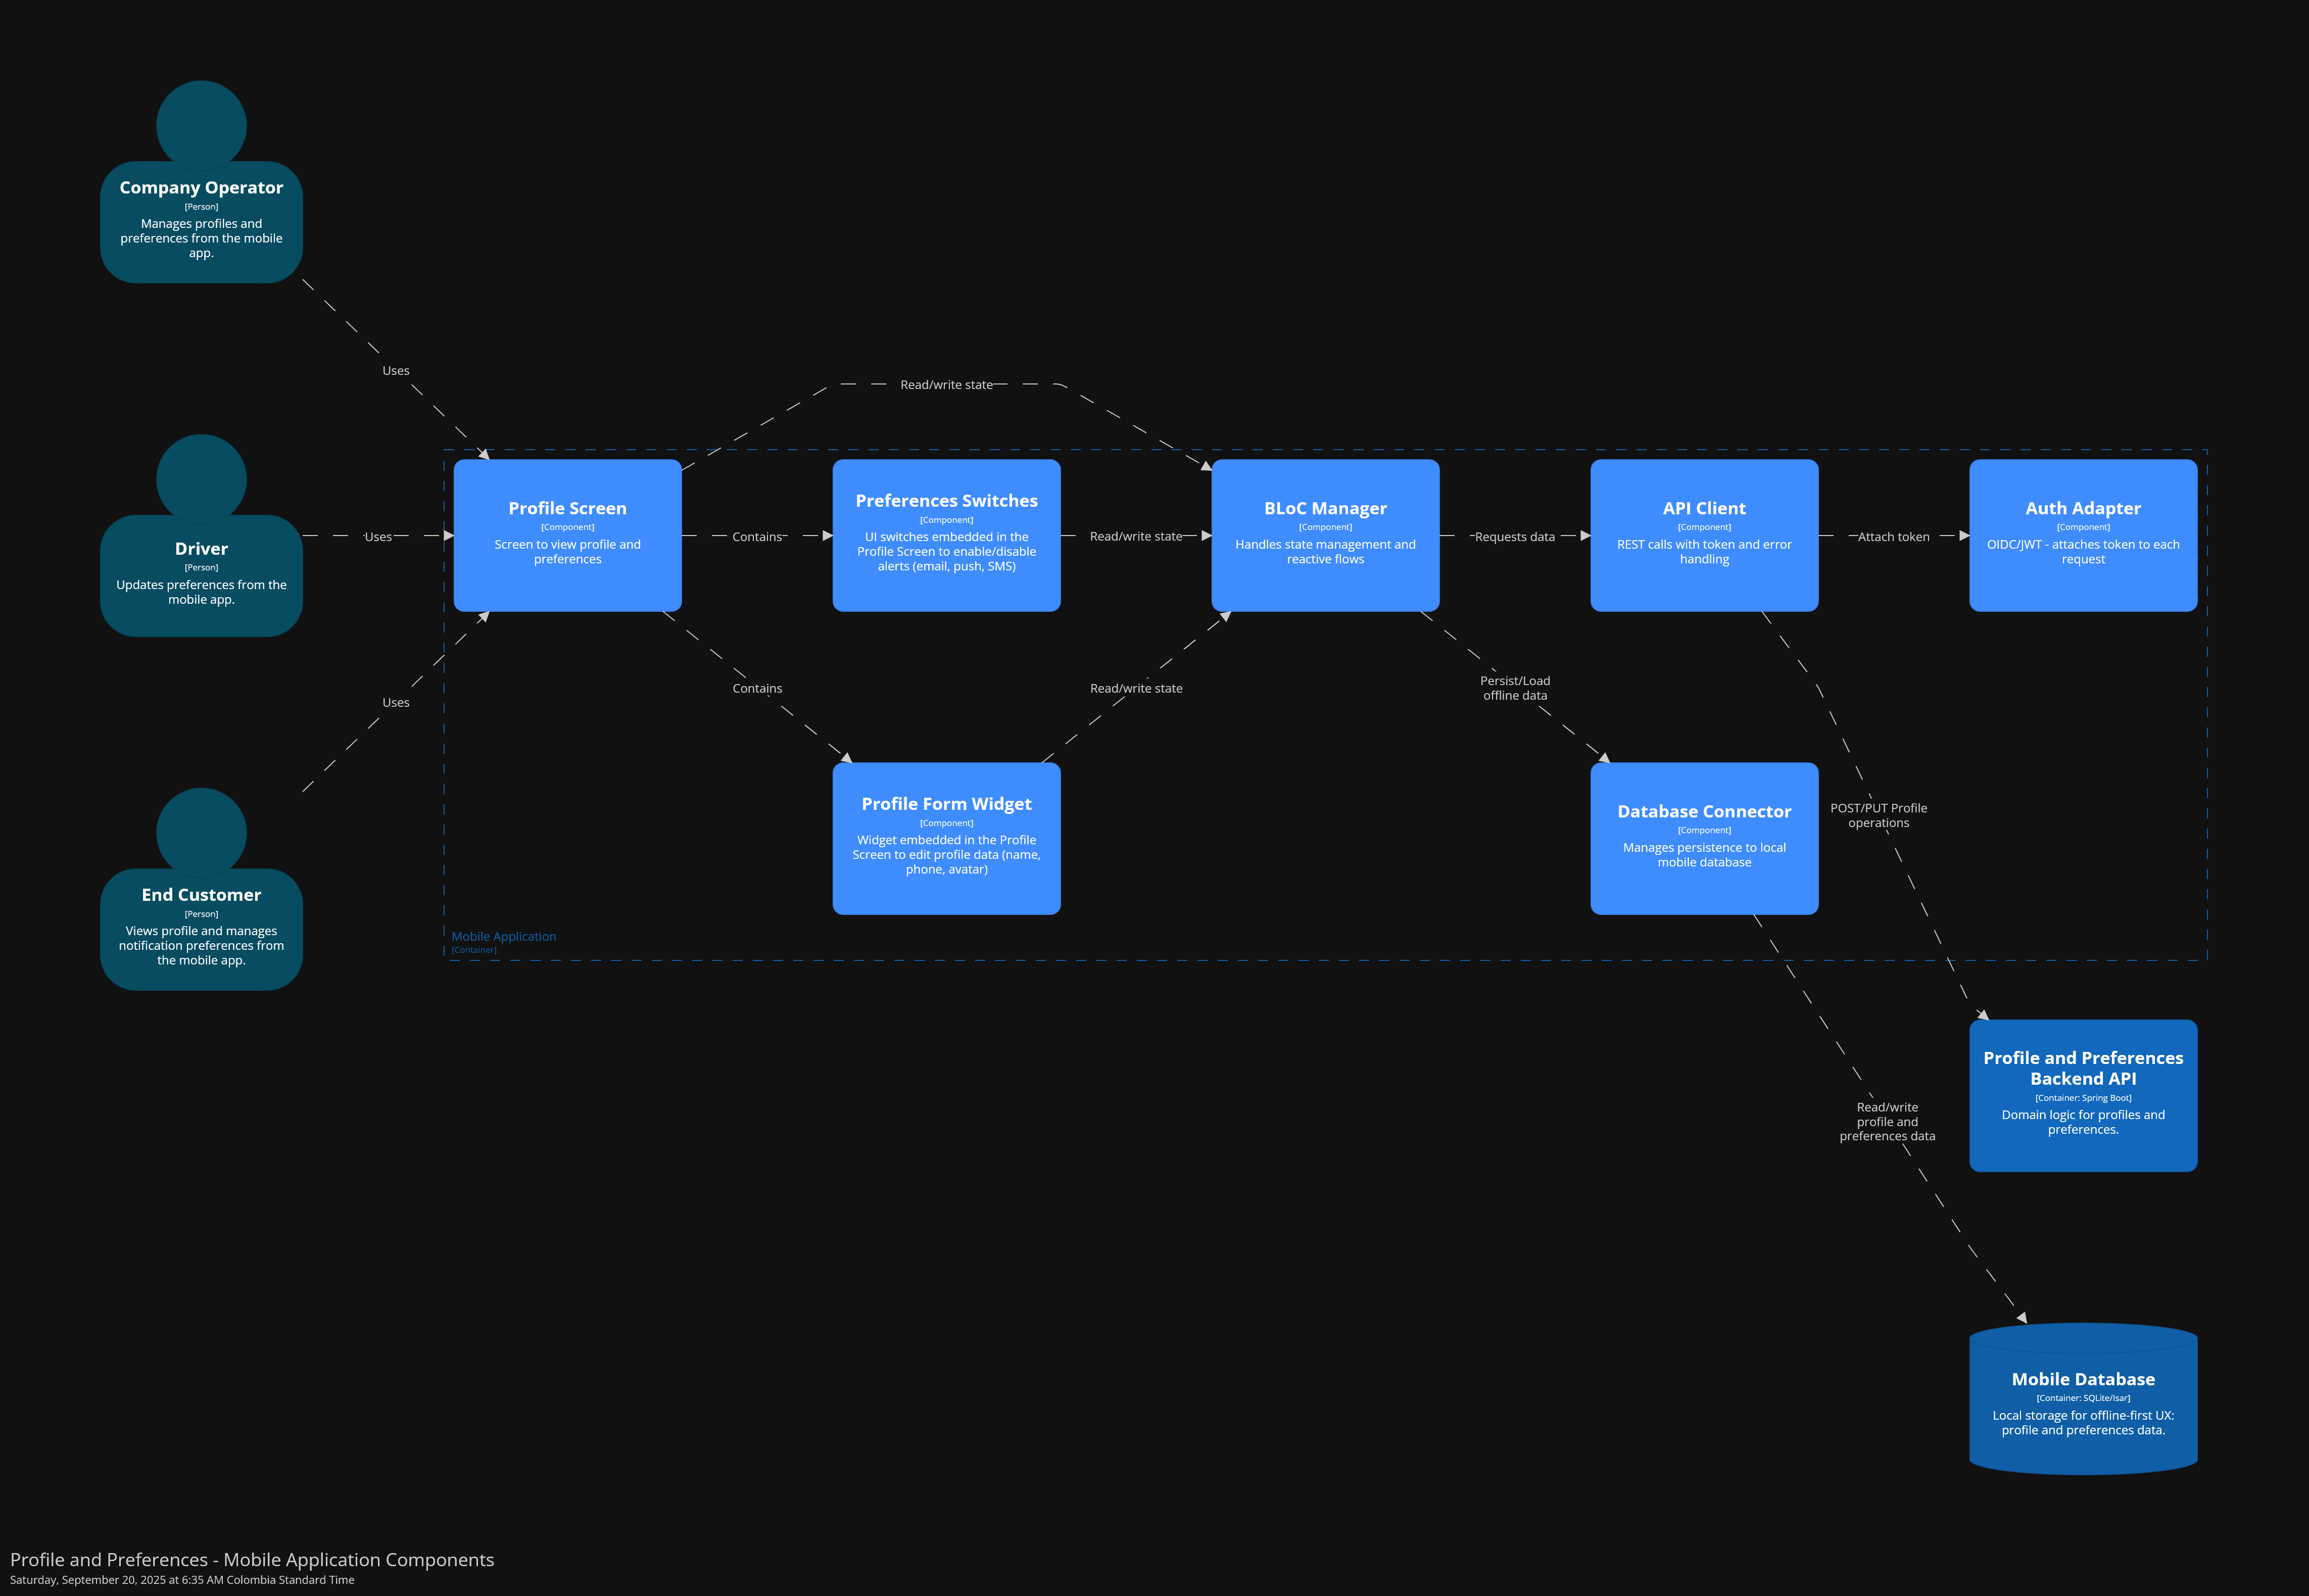 Company Operator
[Person]
Manages profiles and
preferences from the mobile
app.
Uses
Read/write state
Driver
[Person]
Updates preferences from the
mobile app.
Uses
Profile Screen
[Component]
Screen to view profile and
preferences
Contains
Preferences Switches
[Component]
UI switches embedded in the
Profile Screen to enable/disable
alerts (email, push, SMS)
Read/write state
BLoC Manager
[Component]
Handles state management and
reactive flows
Requests data
API Client
[Component]
REST calls with token and error
handling
Attach token
Auth Adapter
[Component]
OIDC/JWT - attaches token to each
request
Uses
Contains
Read/write state
Persist/Load
offline data
Profile Form Widget
[Component]
Widget embedded in the Profile
Screen to edit profile data (name,
phone, avatar)
Database Connector
[Component]
Manages persistence to local
mobile database
POST/PUT Profile
operations
End Customer
[Person]
Views profile and manages
notification preferences from
the mobile app.
Mobile Application
[Container]
Profile and Preferences
Backend API
[Container: Spring Boot]
Domain logic for profiles and
preferences.
Read/write
profile and
preferences data
Mobile Database
[Container: SQLite/Isar]
Local storage for offline-first UX:
profile and preferences data.
Profile and Preferences - Mobile Application Components
Saturday, September 20, 2025 at 6:35 AM Colombia Standard Time